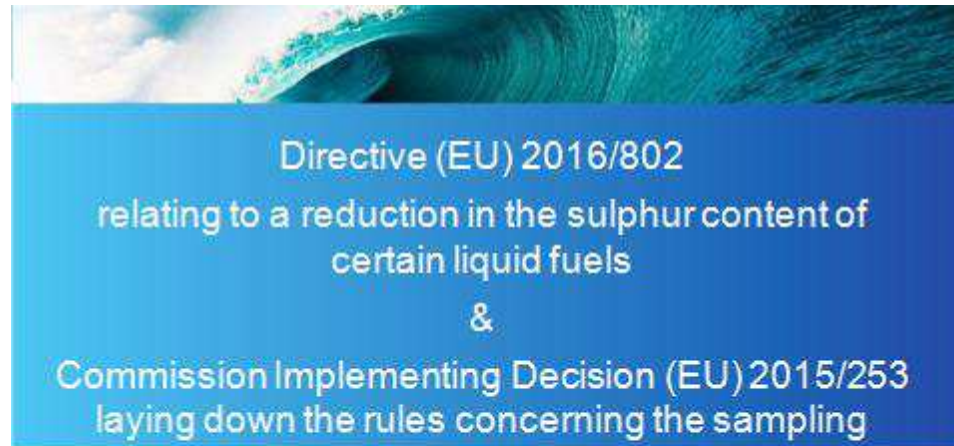 Directive (EU) 2016/802
relating to a reduction in the sulphur content of
certain liquid fuels
&
Commission Implementing Decision (EU) 2015/253
laying down the rules concerning the sampling